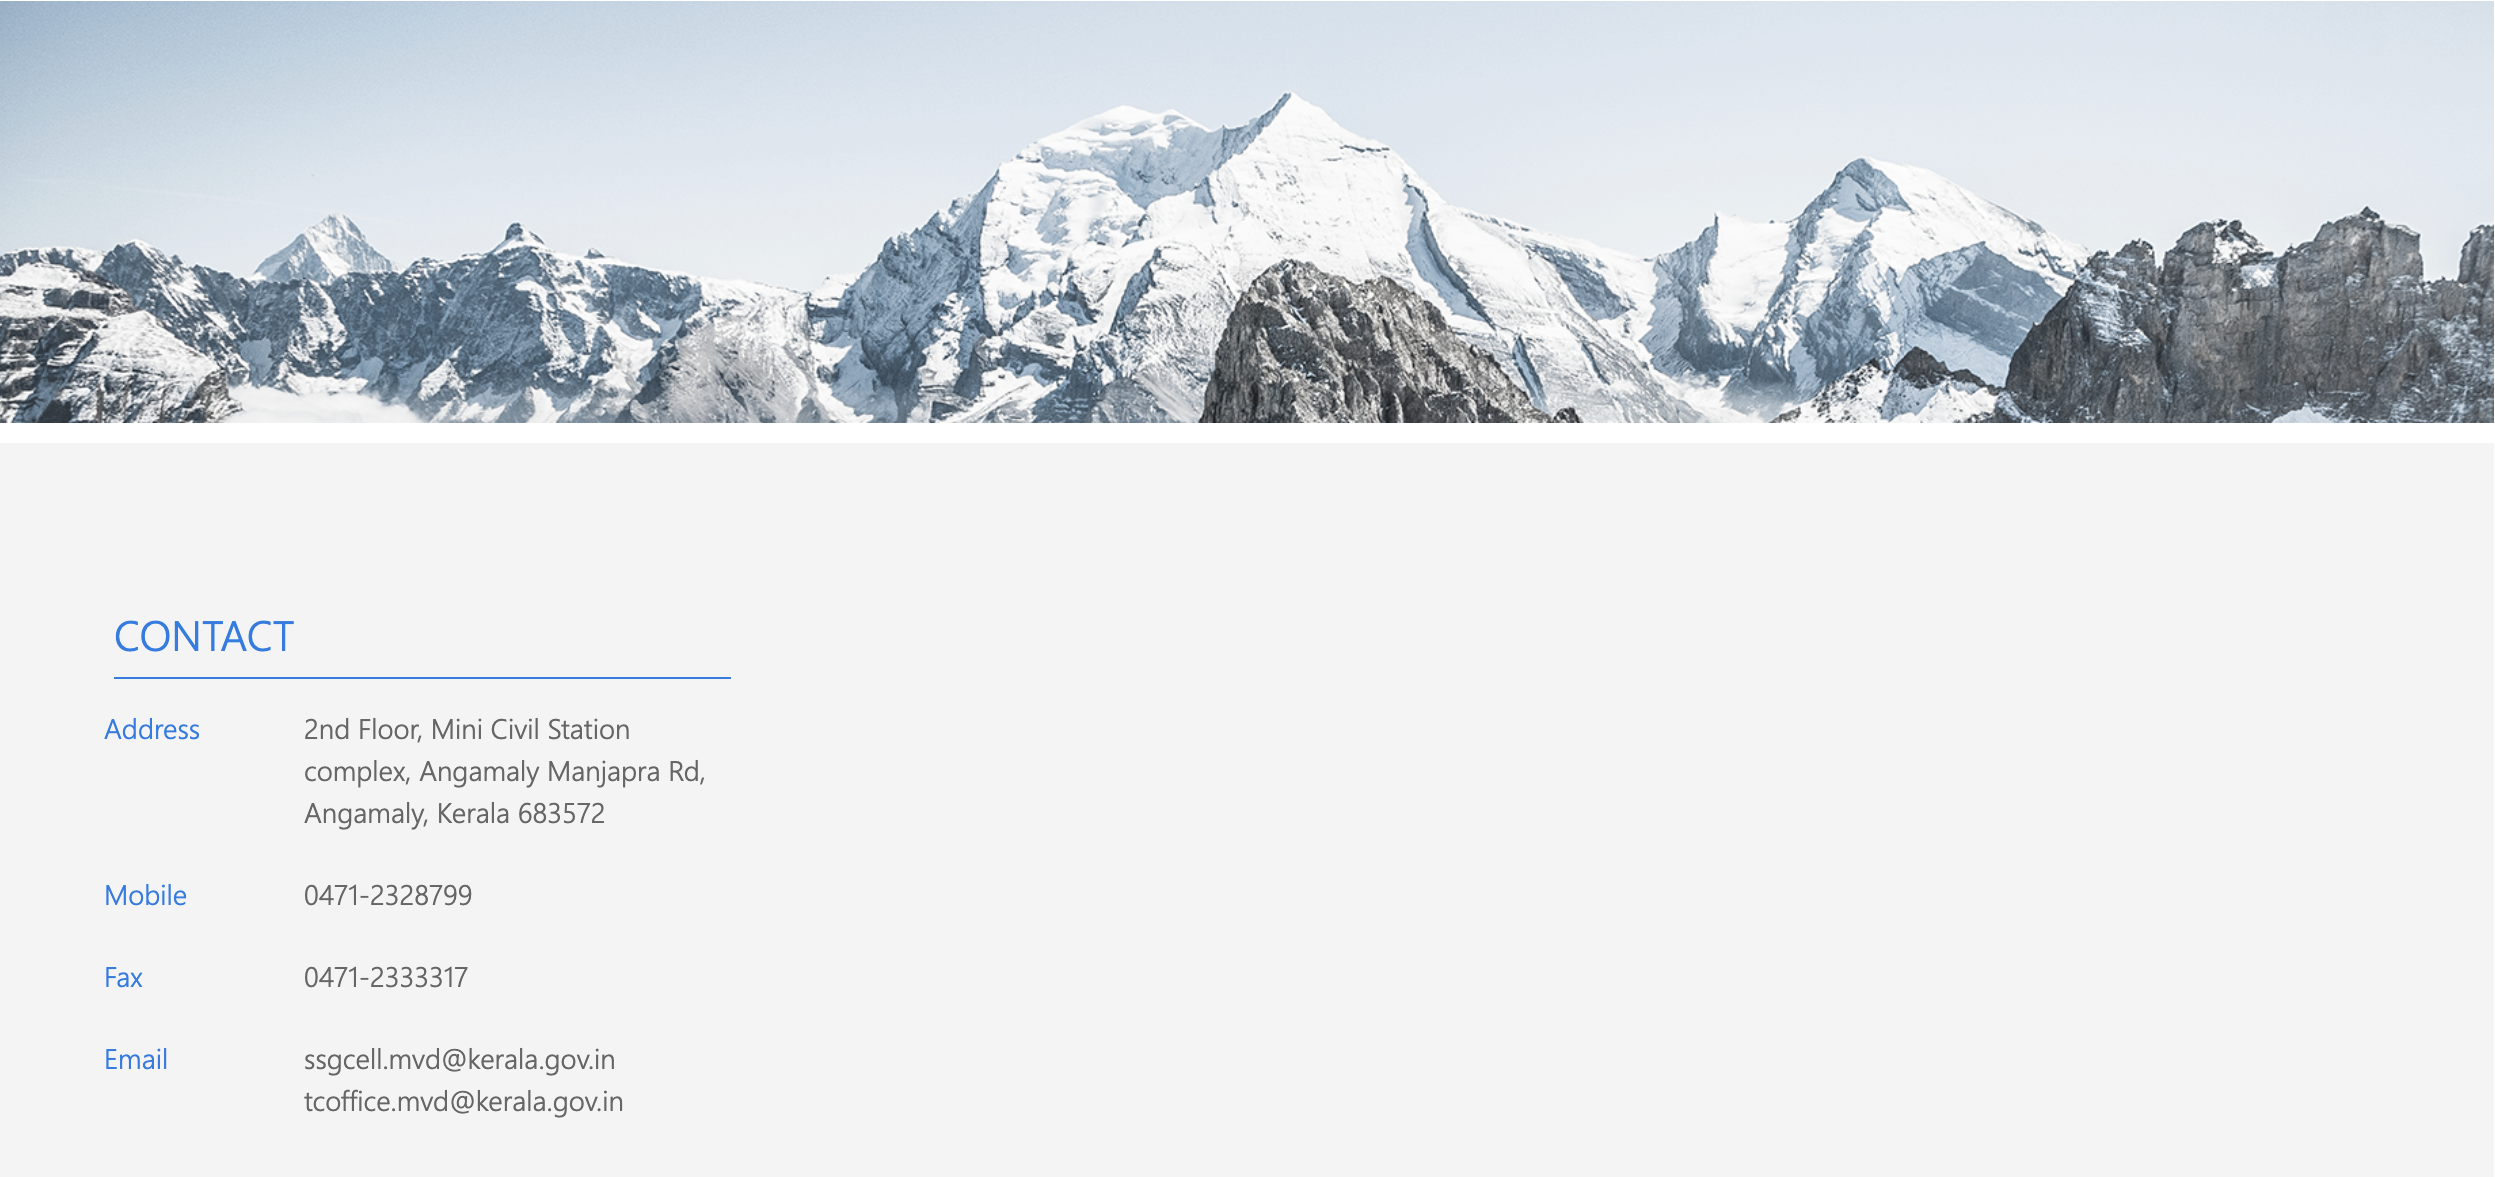 CONTACT
Address
2nd Floor, Mini Civil Station
complex, Angamaly Manjapra Rd,
Angamaly, Kerala 683572
Mobile
0471-2328799
Fax
0471-2333317
Email
ssgcell.mvd@kerala.gov.in
tcoffice.mvd@kerala.gov.in